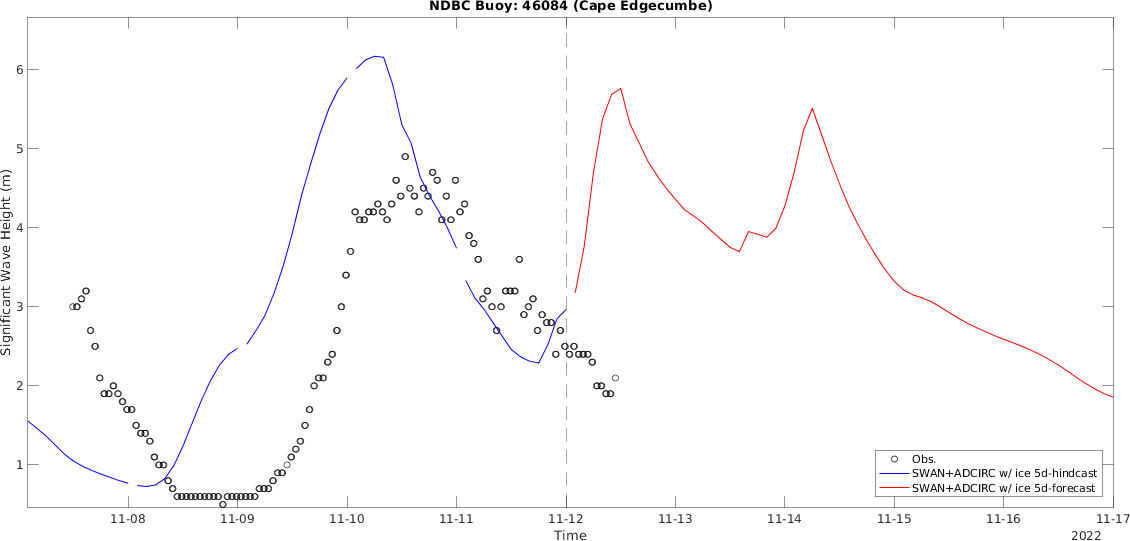 NDBC Buoy: 46084 (Cape Edgecumbe)
Significant Wave Height (m)
6
5
4
3
2
1
Obs.
SWAN+ADCIRC w/ ice 5d-hindcast
SWAN+ADCIRC w/ ice 5d-forecast
11-08 11-09 11-10 11-11 11-12 11-13 11-14 11-15 11-16 11-17
Time
2022